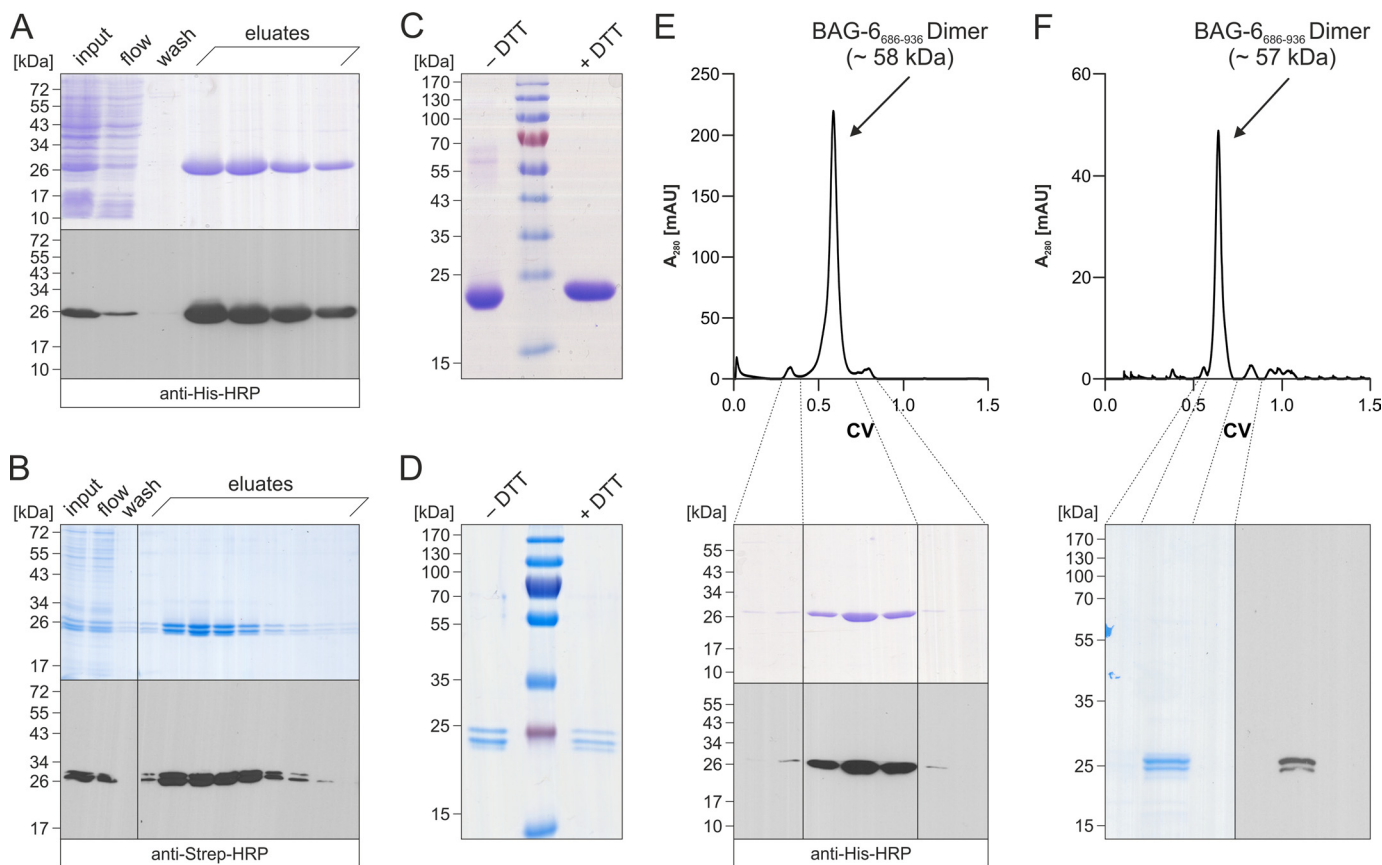 A
input flow wash eluates
[kDa]
72
55
43
34
26
17
10
72
55
43
34
26
17
10
anti-His-HRP
B
input flow wash eluates
[kDa]
72
55
43
34
26
17
72
55
43
34
26
17
anti-Strep-HRP
C
– DTT + DTT
[kDa]
170
130
100
70
55
43
35
25
15
D
– DTT + DTT
[kDa]
170
130
100
70
55
35
25
15
E
BAG-6₆₈₆₋₉₃₆ Dimer
(~ 58 kDa)
250
200
150
100
50
0
A₂₈₀ [mAU]
0.0 0.5 1.0 1.5
CV
[kDa]
55
43
34
26
17
10
55
43
34
26
17
10
anti-His-HRP
F
BAG-6₆₈₆₋₉₃₆ Dimer
(~ 57 kDa)
60
40
20
0
A₂₈₀ [mAU]
0.0 0.5 1.0 1.5
CV
[kDa]
170
130
100
70
55
35
25
15